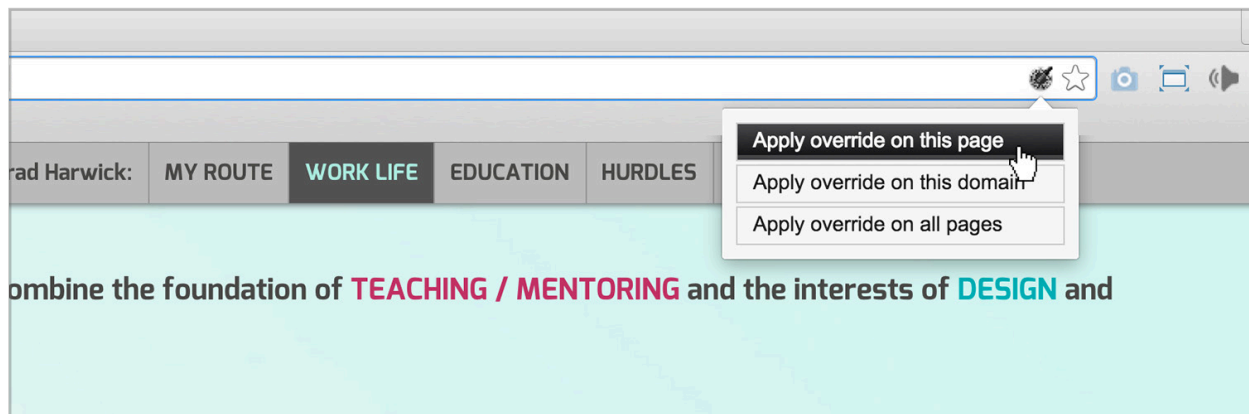 Apply override on this page
Apply override on this domain
Apply override on all pages
rad Harwick: MY ROUTE WORK LIFE EDUCATION HURDLES
ombine the foundation of TEACHING / MENTORING and the interests of DESIGN and